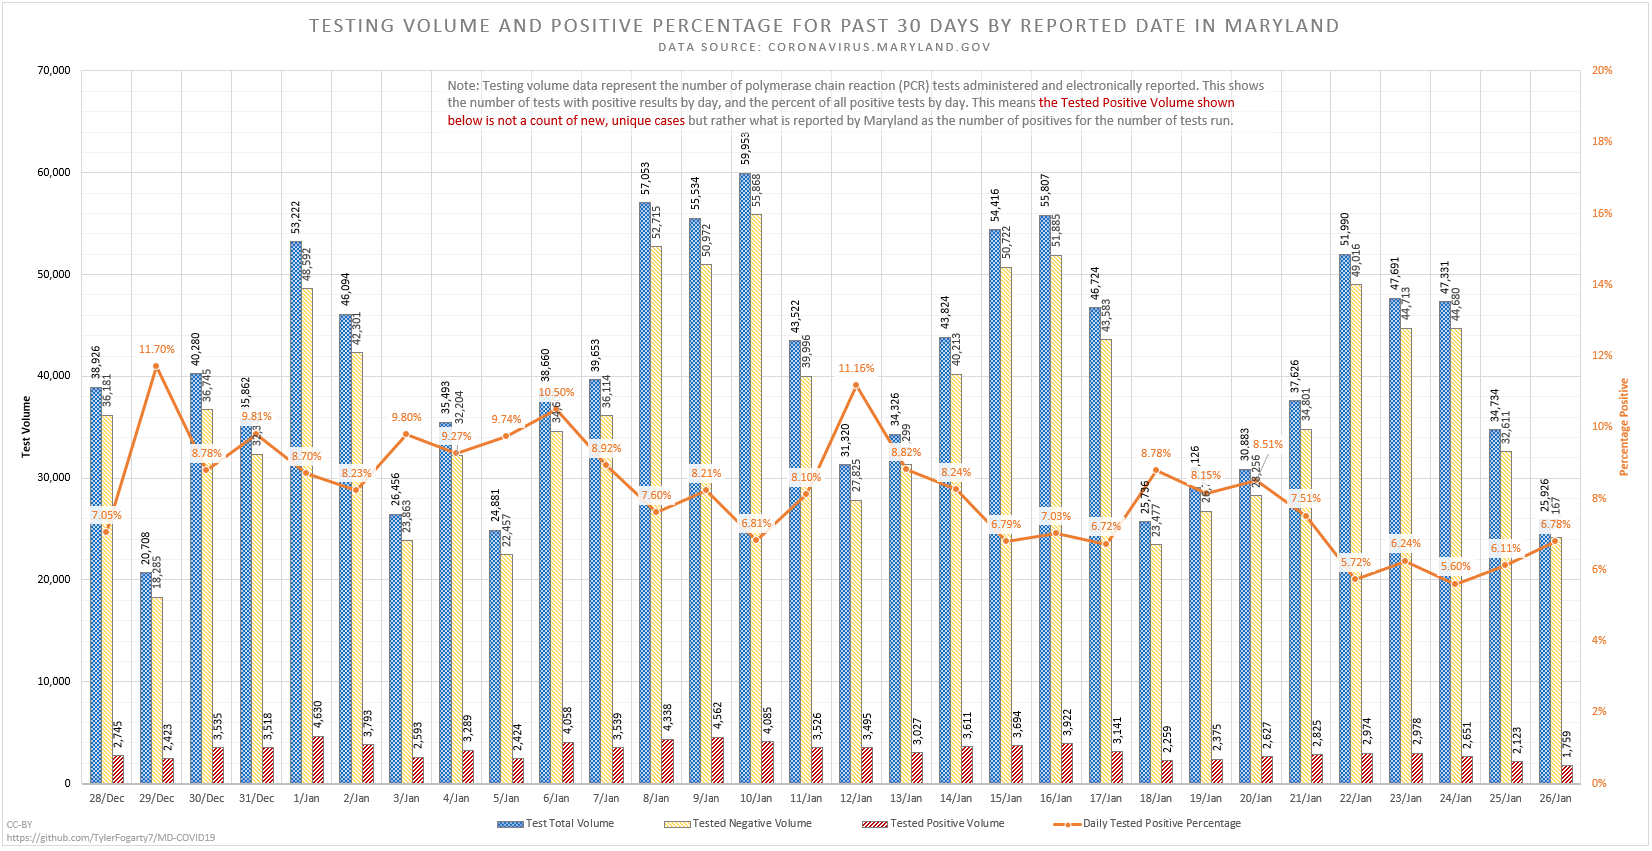 TESTING VOLUME AND POSITIVE PERCENTAGE FOR PAST 30 DAYS BY REPORTED DATE IN MARYLAND
DATA SOURCE: CORONAVIRUS.MARYLAND.GOV
Note: Testing volume data represent the number of polymerase chain reaction (PCR) tests administered and electronically reported. This shows
the number of tests with positive results by day, and the percent of all positive tests by day. This means the Tested Positive Volume shown
below is not a count of new, unique cases but rather what is reported by Maryland as the number of positives for the number of tests run.
70,000
60,000
50,000
40,000
30,000
20,000
10,000
0
Test Volume
20%
18%
16%
14%
12%
10%
8%
6%
4%
2%
0%
Percentage Positive
38,926 36,181 7.05% 2,745
20,708 18,285 11.70% 2,423
40,280 36,745 8.78% 3,535
35,862 9.81% 3,518
53,222 48,592 8.70% 4,630
46,094 42,301 8.23% 3,793
26,456 23,863 9.80% 2,593
35,493 32,204 9.27% 3,289
24,881 22,457 9.74% 2,424
38,660 10.50% 4,058
39,653 36,114 8.92% 3,539
57,053 52,715 7.60% 4,338
55,534 50,972 8.21% 4,562
59,953 55,868 6.81% 4,085
43,522 39,996 8.10% 3,526
31,320 27,825 11.16% 3,495
34,326 299 8.82% 3,027
43,824 40,213 8.24% 3,611
54,416 50,722 6.79% 3,694
55,807 51,885 7.03% 3,922
46,724 43,583 6.72% 3,141
25,736 23,477 8.78% 2,259
,126 8.15% 2,375
30,883 28,256 8.51% 2,627
37,626 34,801 7.51% 2,825
51,990 49,016 5.72% 2,974
47,691 44,713 6.24% 2,978
47,331 44,680 5.60% 2,651
34,734 32,611 6.11% 2,123
25,926 ,167 6.78% 1,759
28/Dec 29/Dec 30/Dec 31/Dec 1/Jan 2/Jan 3/Jan 4/Jan 5/Jan 6/Jan 7/Jan 8/Jan 9/Jan 10/Jan 11/Jan 12/Jan 13/Jan 14/Jan 15/Jan 16/Jan 17/Jan 18/Jan 19/Jan 20/Jan 21/Jan 22/Jan 23/Jan 24/Jan 25/Jan 26/Jan
Test Total Volume Tested Negative Volume Tested Positive Volume Daily Tested Positive Percentage
CC-BY
https://github.com/TylerFogarty7/MD-COVID19